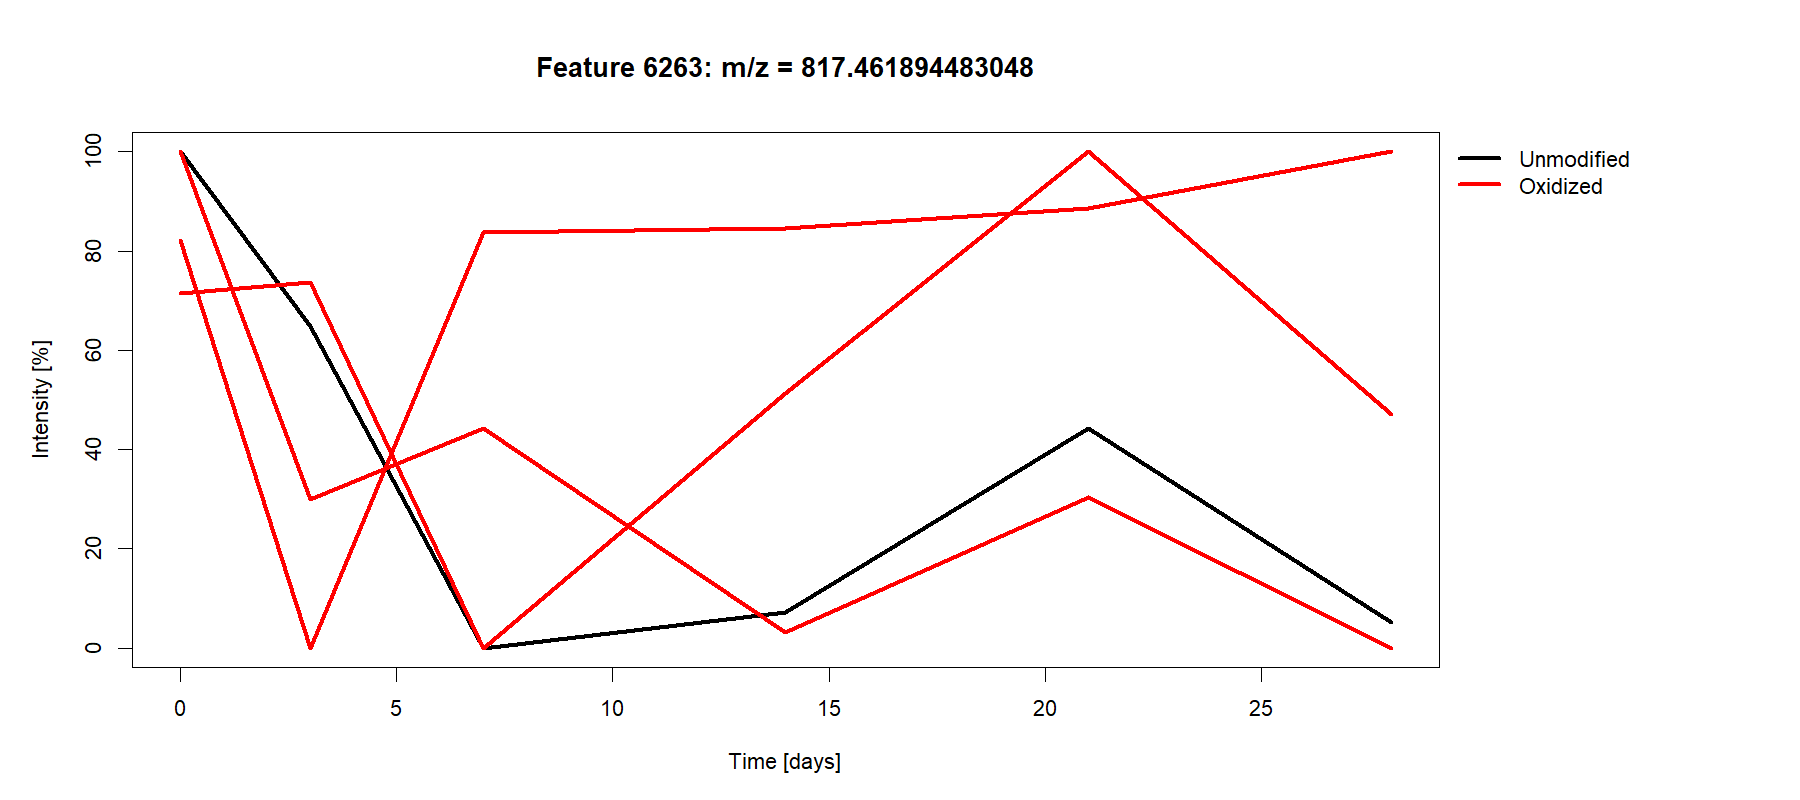 Feature 6263: m/z = 817.461894483048
100
80
60
40
20
0
Intensity [%]
0 5 10 15 20 25
Time [days]
Unmodified
Oxidized